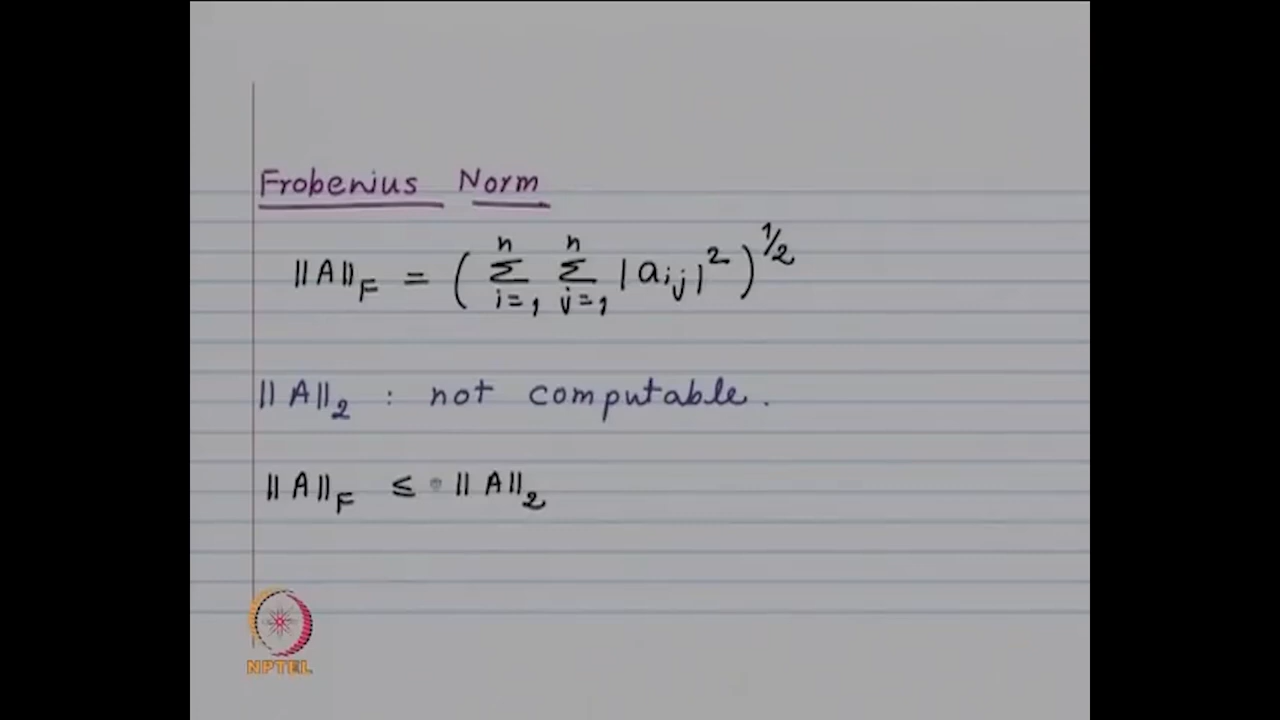 Frobenius Norm
||A||_F = ( Σ_{i=1}^{n} Σ_{j=1}^{n} |a_{ij}|^2 )^{1/2}
||A||_2 : not computable.
||A||_F ≤ ||A||_2
NPTEL